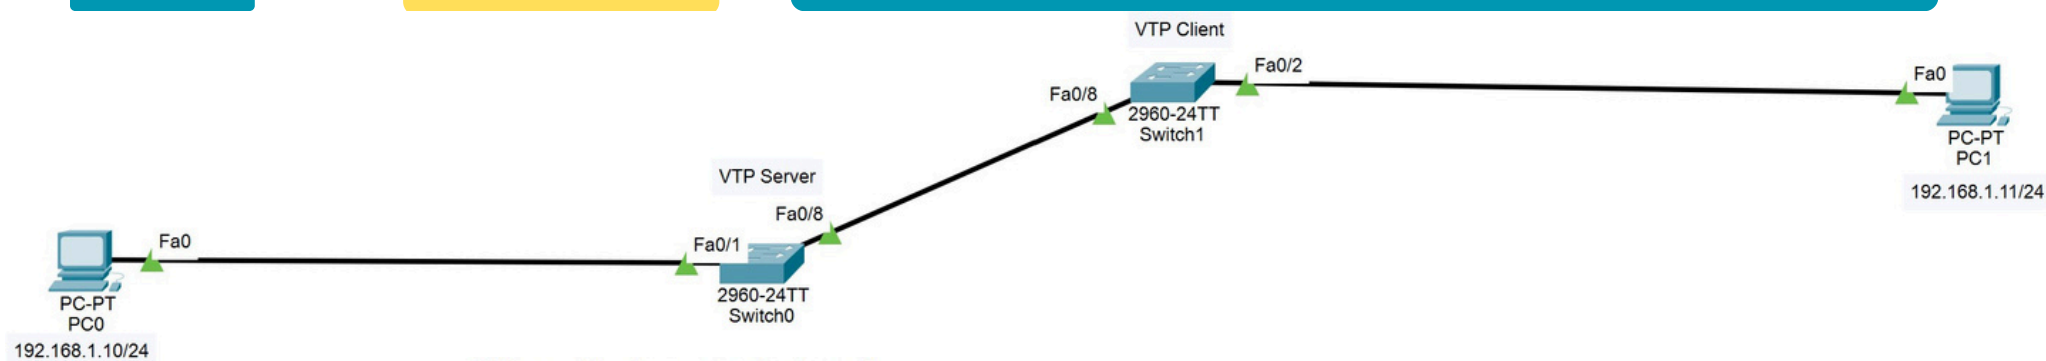 VTP Client
Fa0/2
Fa0
Fa0/8
2960-24TT
Switch1
PC-PT
PC1
192.168.1.11/24
VTP Server
Fa0/8
Fa0
Fa0/1
2960-24TT
Switch0
PC-PT
PC0
192.168.1.10/24